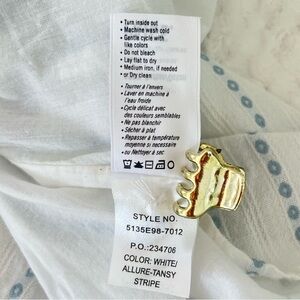 • Turn inside out
• Machine wash cold
• Gentle cycle with
like colors
• Do not bleach
• Lay flat to dry
• Medium iron, if needed
• or Dry clean
• Tourner à l'envers
• Laver en machine à
l'eau froide
• Cycle délicat avec
des couleurs semblables
• Ne pas blanchir
• Sécher à plat
• Repasser à température
moyenne si necessaire
• ou Nettoyer à sec
STYLE NO.
5135E98-7012
P.O.:234706
COLOR: WHITE/
ALLURE-TANSY
STRIPE